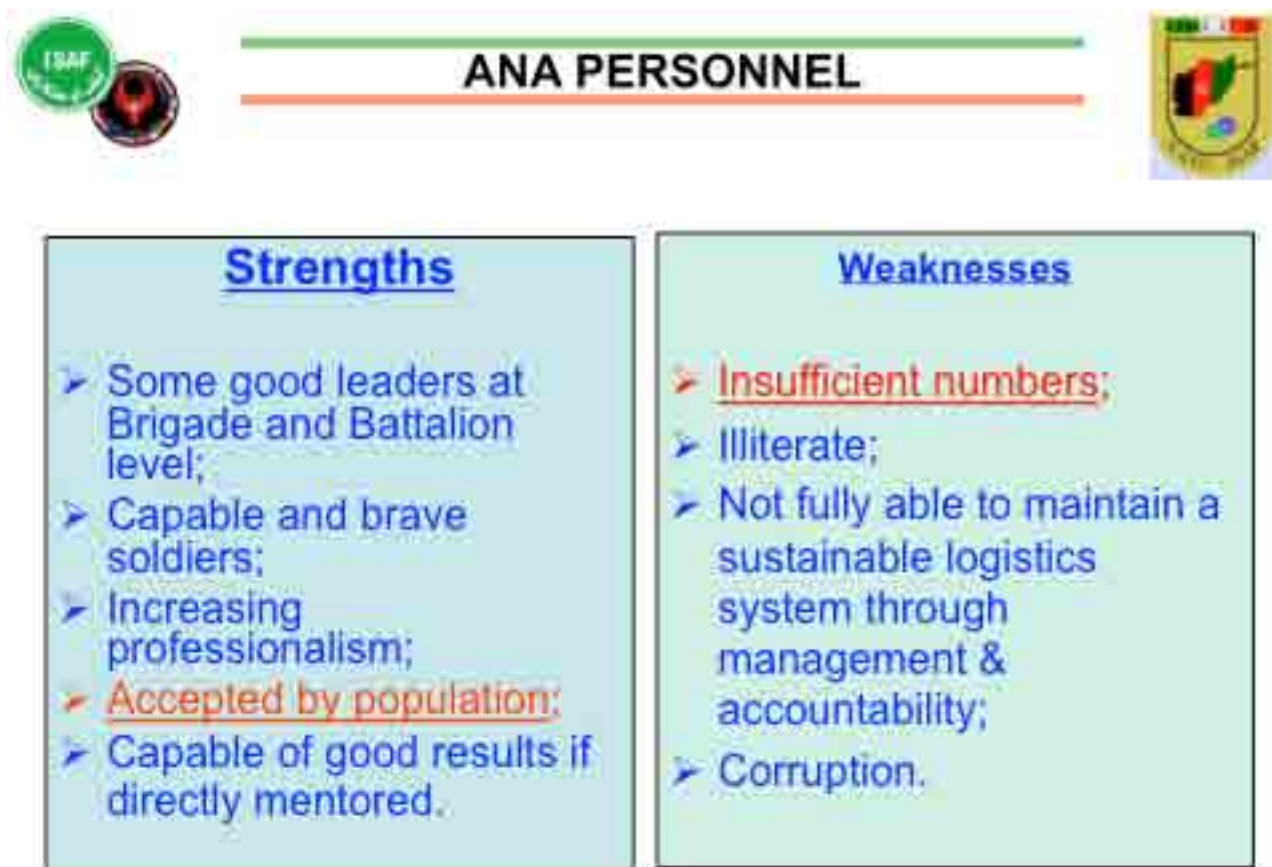 ISAF
ANA PERSONNEL
Strengths
➢ Some good leaders at
Brigade and Battalion
level;
➢ Capable and brave
soldiers;
➢ Increasing
professionalism;
➢ Accepted by population;
➢ Capable of good results if
directly mentored.
Weaknesses
➢ Insufficient numbers;
➢ Illiterate;
➢ Not fully able to maintain a
sustainable logistics
system through
management &
accountability;
➢ Corruption.